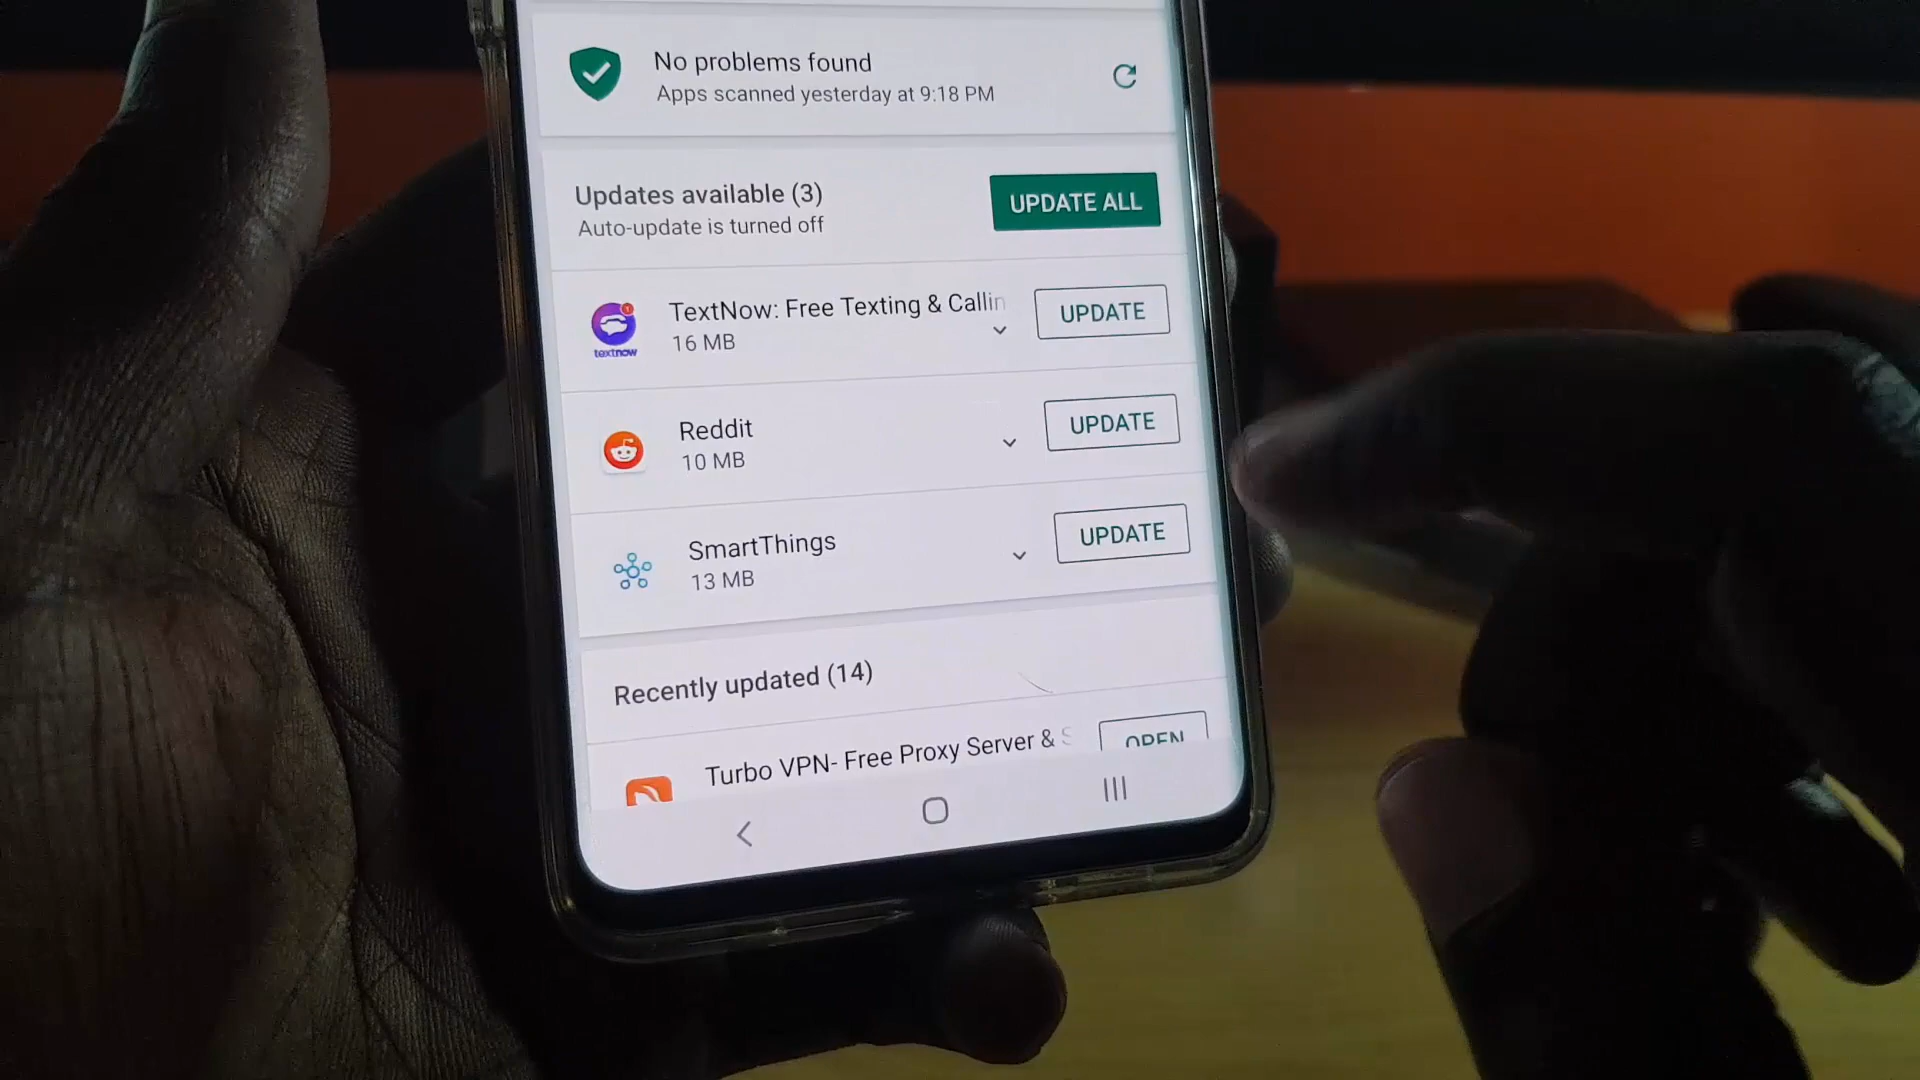 No problems found
Apps scanned yesterday at 9:18 PM
Updates available (3)
UPDATE ALL
Auto-update is turned off
TextNow: Free Texting & Callin
UPDATE
16 MB
textnow
Reddit
UPDATE
10 MB
SmartThings
UPDATE
13 MB
Recently updated (14)
Turbo VPN- Free Proxy Server & S
OPEN